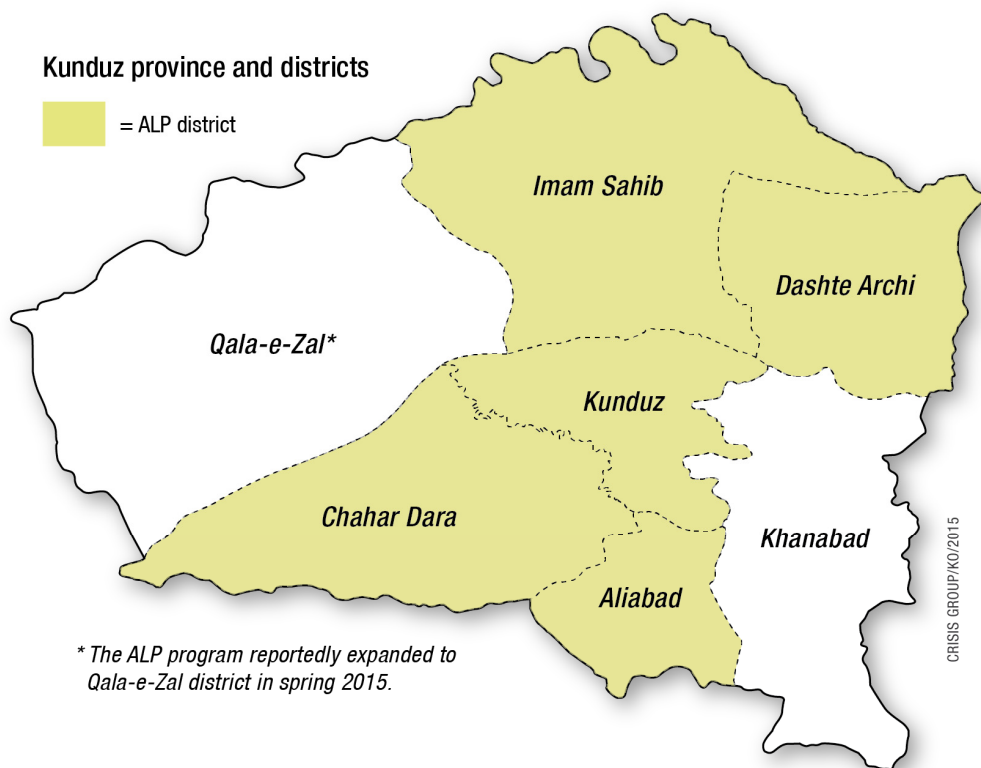 Kunduz province and districts
= ALP district
Imam Sahib
Dashte Archi
Qala-e-Zal*
Kunduz
Chahar Dara
Khanabad
Aliabad
* The ALP program reportedly expanded to
Qala-e-Zal district in spring 2015.
CRISIS GROUP/KO/2015